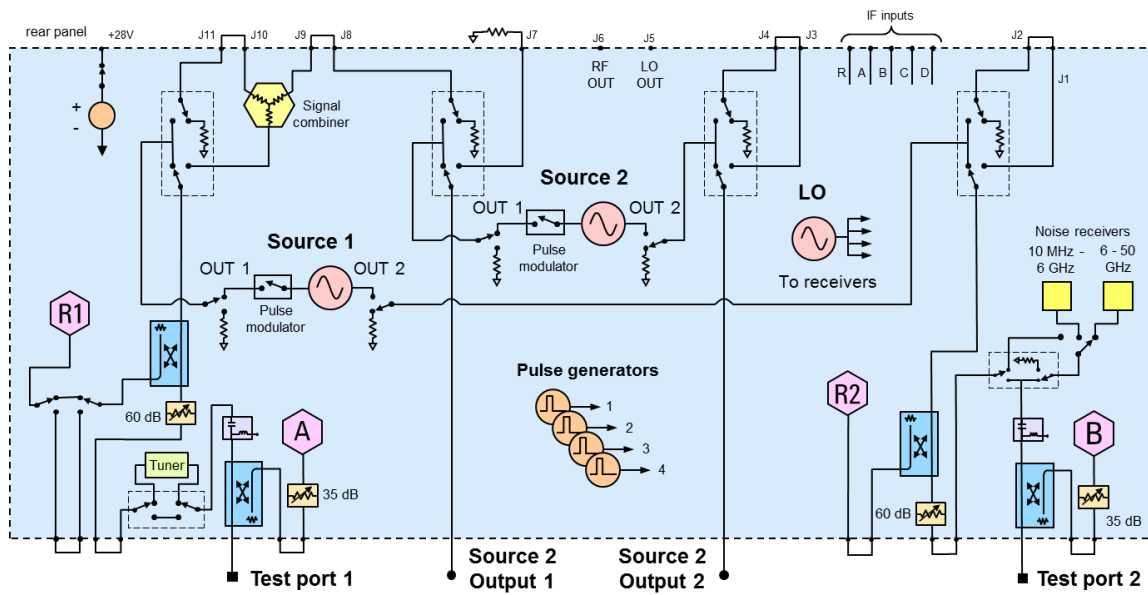 rear panel
+28V
J11
J10
J9
J8
J7
J6
J5
J4
J3
IF inputs
J2
J1
RF
OUT
LO
OUT
R
A
B
C
D
+
-
Signal
combiner
Source 2
OUT 1
OUT 2
Pulse
modulator
LO
To receivers
Noise receivers
10 MHz -
6 GHz
6 - 50
GHz
Source 1
OUT 1
OUT 2
Pulse
modulator
R1
60 dB
Tuner
A
35 dB
Pulse generators
1
2
3
4
R2
60 dB
B
35 dB
Test port 1
Source 2
Output 1
Source 2
Output 2
Test port 2